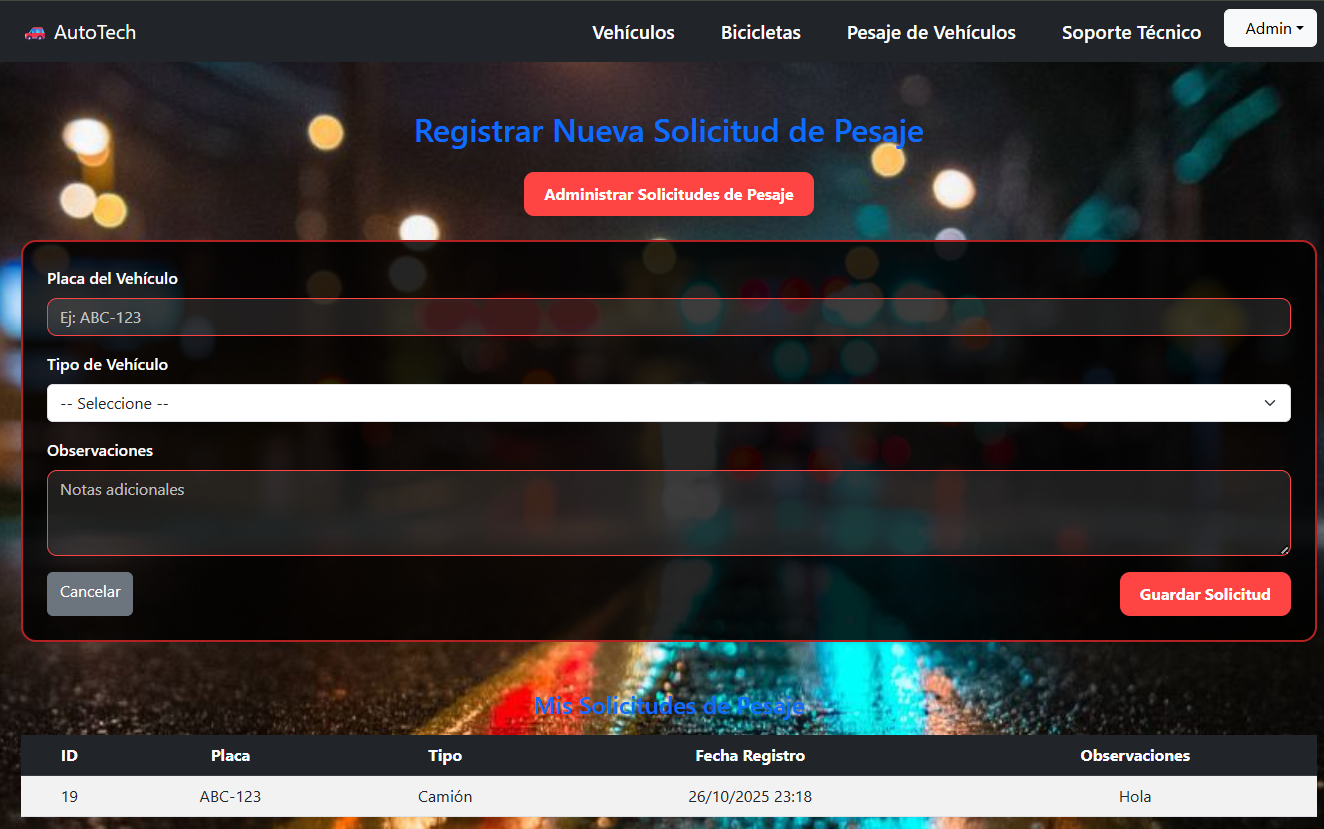 AutoTech
Vehículos Bicicletas Pesaje de Vehículos Soporte Técnico Admin
Registrar Nueva Solicitud de Pesaje
Administrar Solicitudes de Pesaje
Placa del Vehículo
Ej: ABC-123
Tipo de Vehículo
-- Seleccione --
Observaciones
Notas adicionales
Cancelar Guardar Solicitud
Mis Solicitudes de Pesaje
ID Placa Tipo Fecha Registro Observaciones
19 ABC-123 Camión 26/10/2025 23:18 Hola